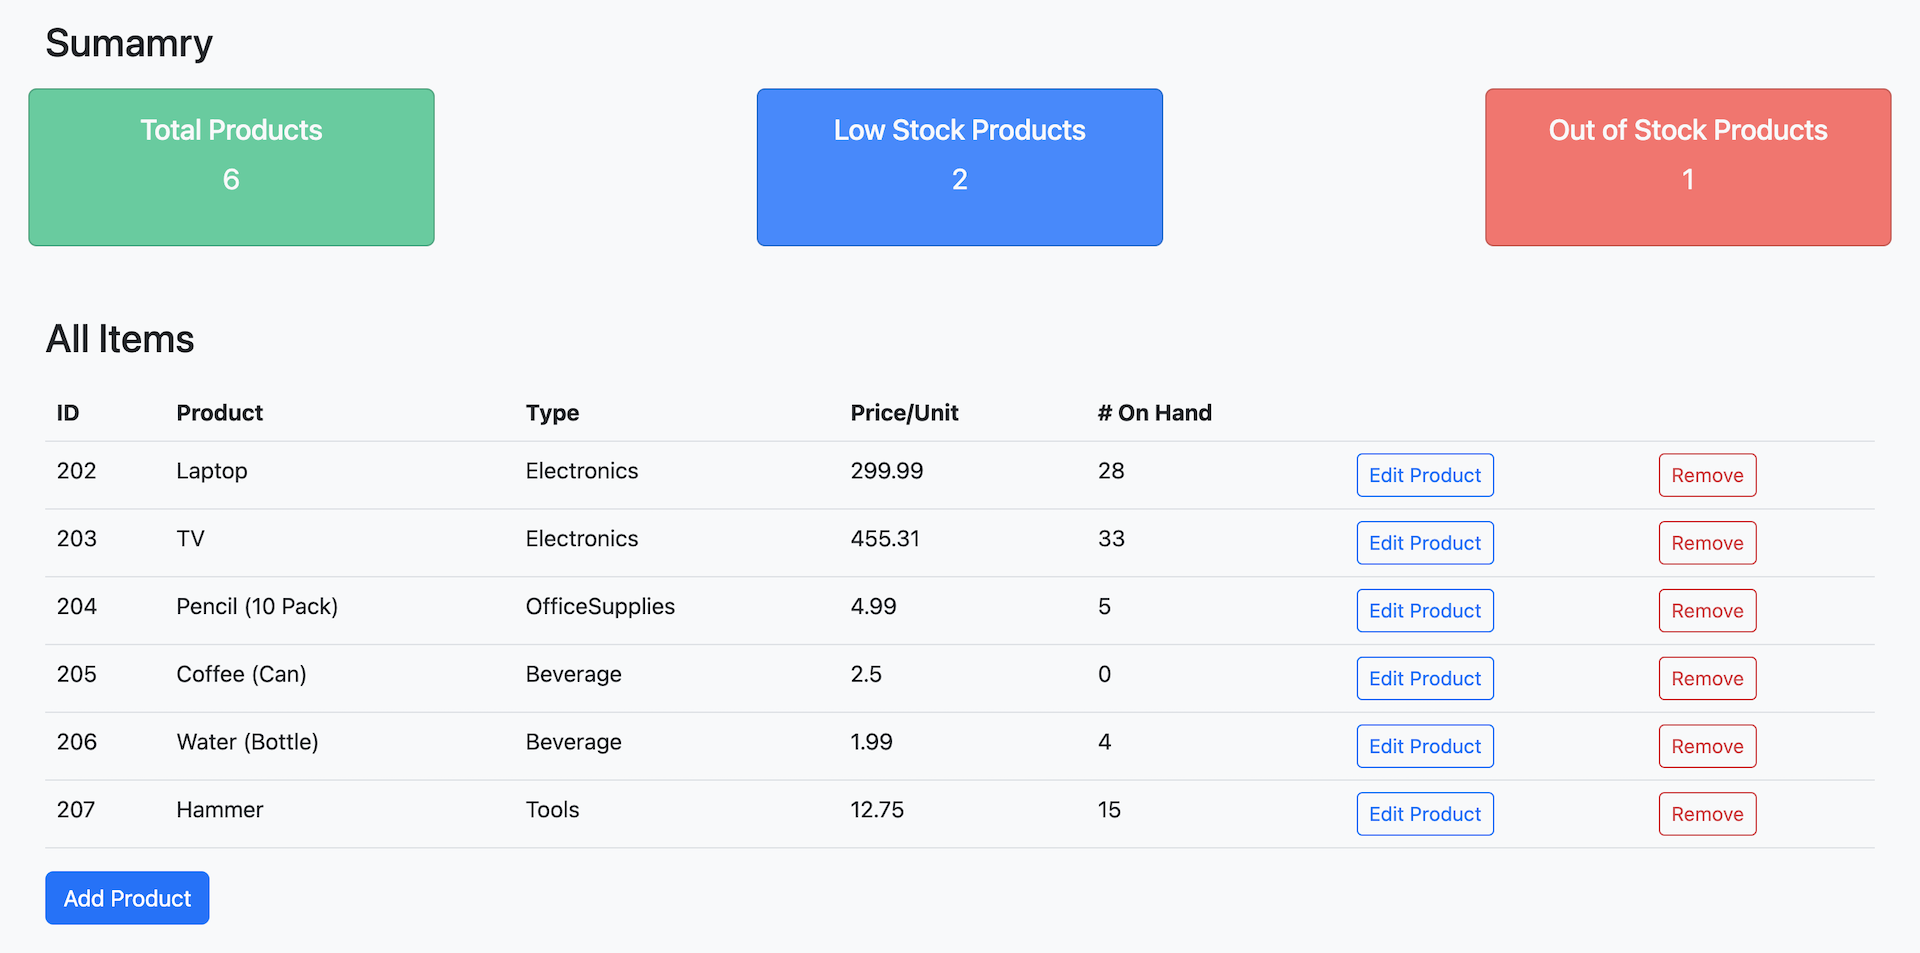 Sumamry
Total Products
6
Low Stock Products
2
Out of Stock Products
1
All Items
ID Product Type Price/Unit # On Hand
202 Laptop Electronics 299.99 28 Edit Product Remove
203 TV Electronics 455.31 33 Edit Product Remove
204 Pencil (10 Pack) OfficeSupplies 4.99 5 Edit Product Remove
205 Coffee (Can) Beverage 2.5 0 Edit Product Remove
206 Water (Bottle) Beverage 1.99 4 Edit Product Remove
207 Hammer Tools 12.75 15 Edit Product Remove
Add Product